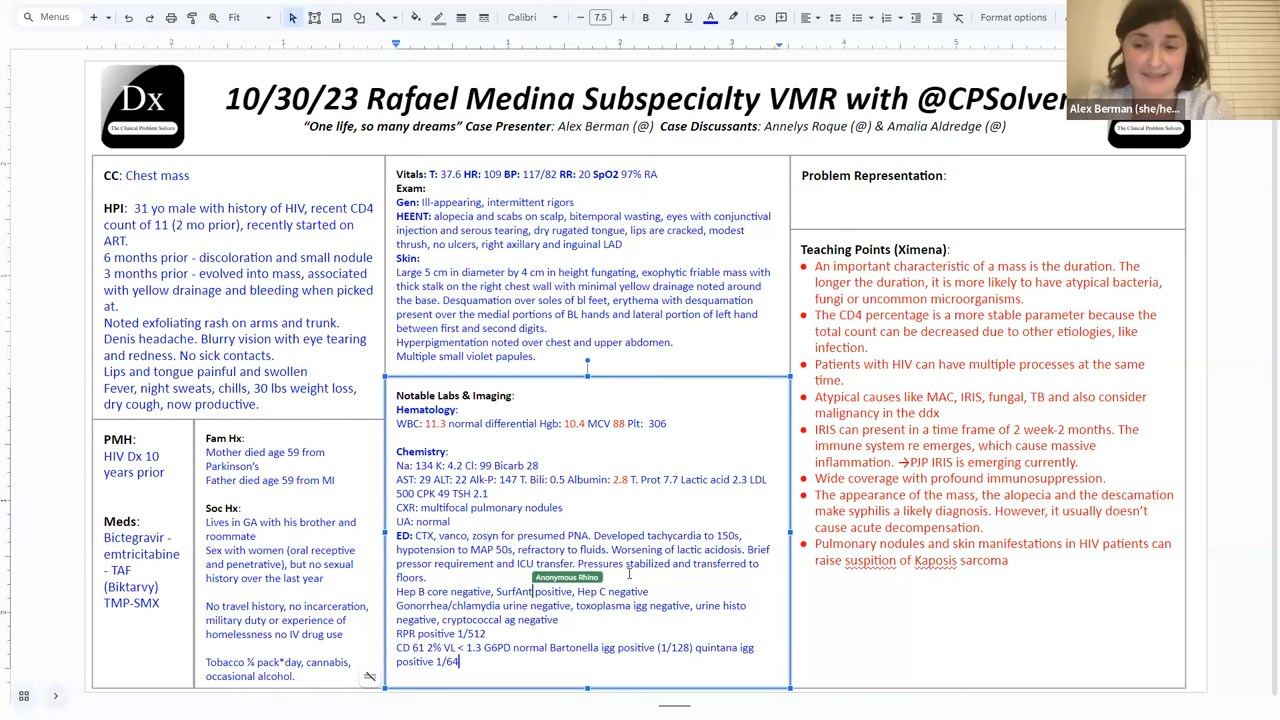 Fit
Calibri
7.5
Format options
2
1
1
2
3
4
5
Alex Berman (she/he...
Dx
The Clinical Problem Solvers
10/30/23 Rafael Medina Subspecialty VMR with @CPSolver
"One life, so many dreams" Case Presenter: Alex Berman (@) Case Discussants: Annelys Roque (@) & Amalia Aldredge (@)
The Clinical Problem Solvers
CC: Chest mass
HPI: 31 yo male with history of HIV, recent CD4
count of 11 (2 mo prior), recently started on
ART.
6 months prior - discoloration and small nodule
3 months prior - evolved into mass, associated
with yellow drainage and bleeding when picked
at.
Noted exfoliating rash on arms and trunk.
Denis headache. Blurry vision with eye tearing
and redness. No sick contacts.
Lips and tongue painful and swollen
Fever, night sweats, chills, 30 lbs weight loss,
dry cough, now productive.
PMH:
HIV Dx 10
years prior
Meds:
Bictegravir -
emtricitabine
- TAF
(Biktarvy)
TMP-SMX
Fam Hx:
Mother died age 59 from
Parkinson's
Father died age 59 from MI
Soc Hx:
Lives in GA with his brother and
roommate
Sex with women (oral receptive
and penetrative), but no sexual
history over the last year
No travel history, no incarceration,
military duty or experience of
homelessness no IV drug use
Tobacco ¼ pack*day, cannabis,
occasional alcohol.
Vitals: T: 37.6 HR: 109 BP: 117/82 RR: 20 SpO2 97% RA
Exam:
Gen: Ill-appearing, intermittent rigors
HEENT: alopecia and scabs on scalp, bitemporal wasting, eyes with conjunctival
injection and serous tearing, dry rugated tongue, lips are cracked, modest
thrush, no ulcers, right axillary and inguinal LAD
Skin:
Large 5 cm in diameter by 4 cm in height fungating, exophytic friable mass with
thick stalk on the right chest wall with minimal yellow drainage noted around
the base. Desquamation over soles of bl feet, erythema with desquamation
present over the medial portions of BL hands and lateral portion of left hand
between first and second digits.
Hyperpigmentation noted over chest and upper abdomen.
Multiple small violet papules.
Notable Labs & Imaging:
Hematology:
WBC: 11.3 normal differential Hgb: 10.4 MCV 88 Plt: 306
Chemistry:
Na: 134 K: 4.2 Cl: 99 Bicarb 28
AST: 29 ALT: 22 Alk-P: 147 T. Bili: 0.5 Albumin: 2.8 T. Prot 7.7 Lactic acid 2.3 LDL
500 CPK 49 TSH 2.1
CXR: multifocal pulmonary nodules
UA: normal
ED: CTX, vanco, zosyn for presumed PNA. Developed tachycardia to 150s,
hypotension to MAP 50s, refractory to fluids. Worsening of lactic acidosis. Brief
pressor requirement and ICU transfer. Pressures stabilized and transferred to
floors.
Anonymous Rhino
Hep B core negative, SurfAnt positive, Hep C negative
Gonorrhea/chlamydia urine negative, toxoplasma igg negative, urine histo
negative, cryptococcal ag negative
RPR positive 1/512
CD 61 2% VL < 1.3 G6PD normal Bartonella igg positive (1/128) quintana igg
positive 1/64
Problem Representation:
Teaching Points (Ximena):
● An important characteristic of a mass is the duration. The
longer the duration, it is more likely to have atypical bacteria,
fungi or uncommon microorganisms.
● The CD4 percentage is a more stable parameter because the
total count can be decreased due to other etiologies, like
infection.
● Patients with HIV can have multiple processes at the same
time.
● Atypical causes like MAC, IRIS, fungal, TB and also consider
malignancy in the ddx
● IRIS can present in a time frame of 2 week-2 months. The
immune system re emerges, which cause massive
inflammation. →PJP IRIS is emerging currently.
● Wide coverage with profound immunosuppression.
● The appearance of the mass, the alopecia and the descamation
make syphilis a likely diagnosis. However, it usually doesn't
cause acute decompensation.
● Pulmonary nodules and skin manifestations in HIV patients can
raise suspition of Kaposis sarcoma